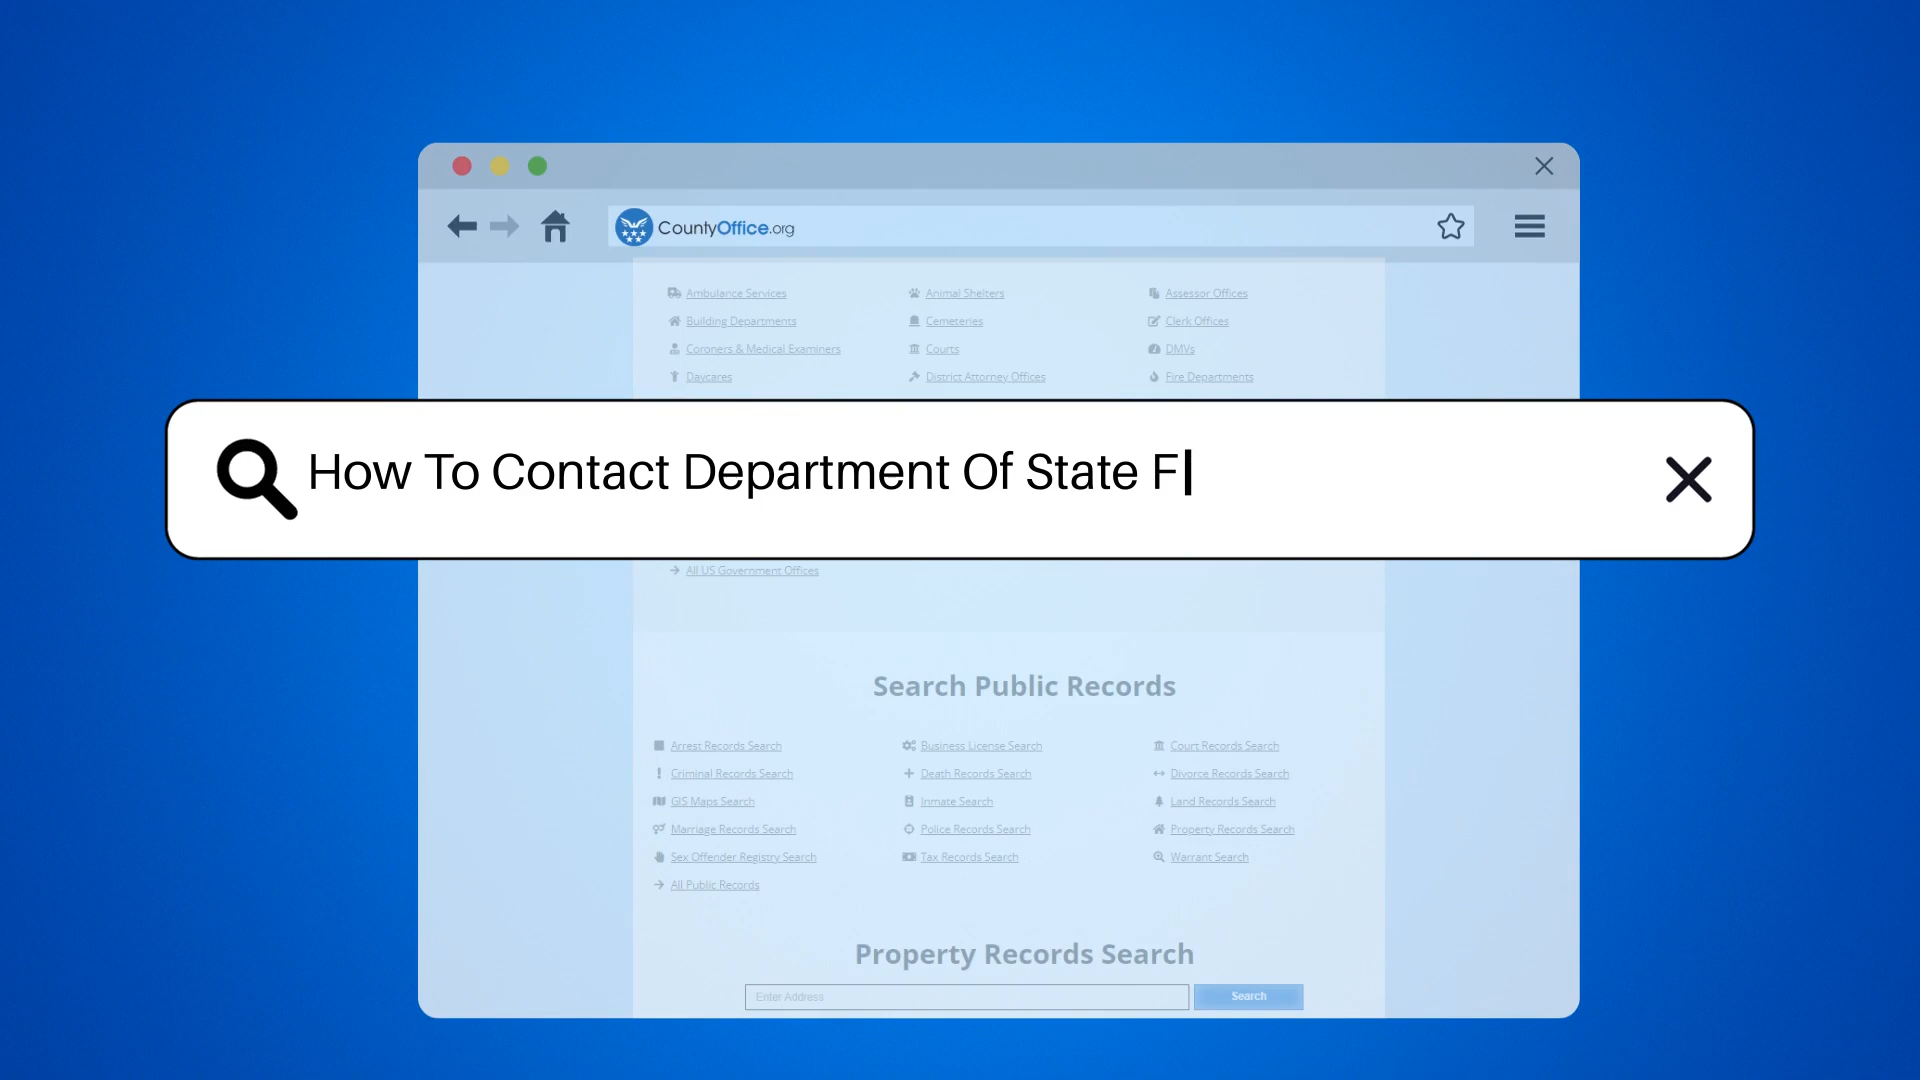 CountyOffice.org
Ambulance Services Animal Shelters Assessor Offices
Building Departments Cemeteries Clerk Offices
Coroners & Medical Examiners Courts DMVs
Daycares District Attorney Offices Fire Departments
How To Contact Department Of State F
All US Government Offices
Search Public Records
Arrest Records Search Business License Search Court Records Search
Criminal Records Search Death Records Search Divorce Records Search
GIS Maps Search Inmate Search Land Records Search
Marriage Records Search Police Records Search Property Records Search
Sex Offender Registry Search Tax Records Search Warrant Search
All Public Records
Property Records Search
Enter Address Search